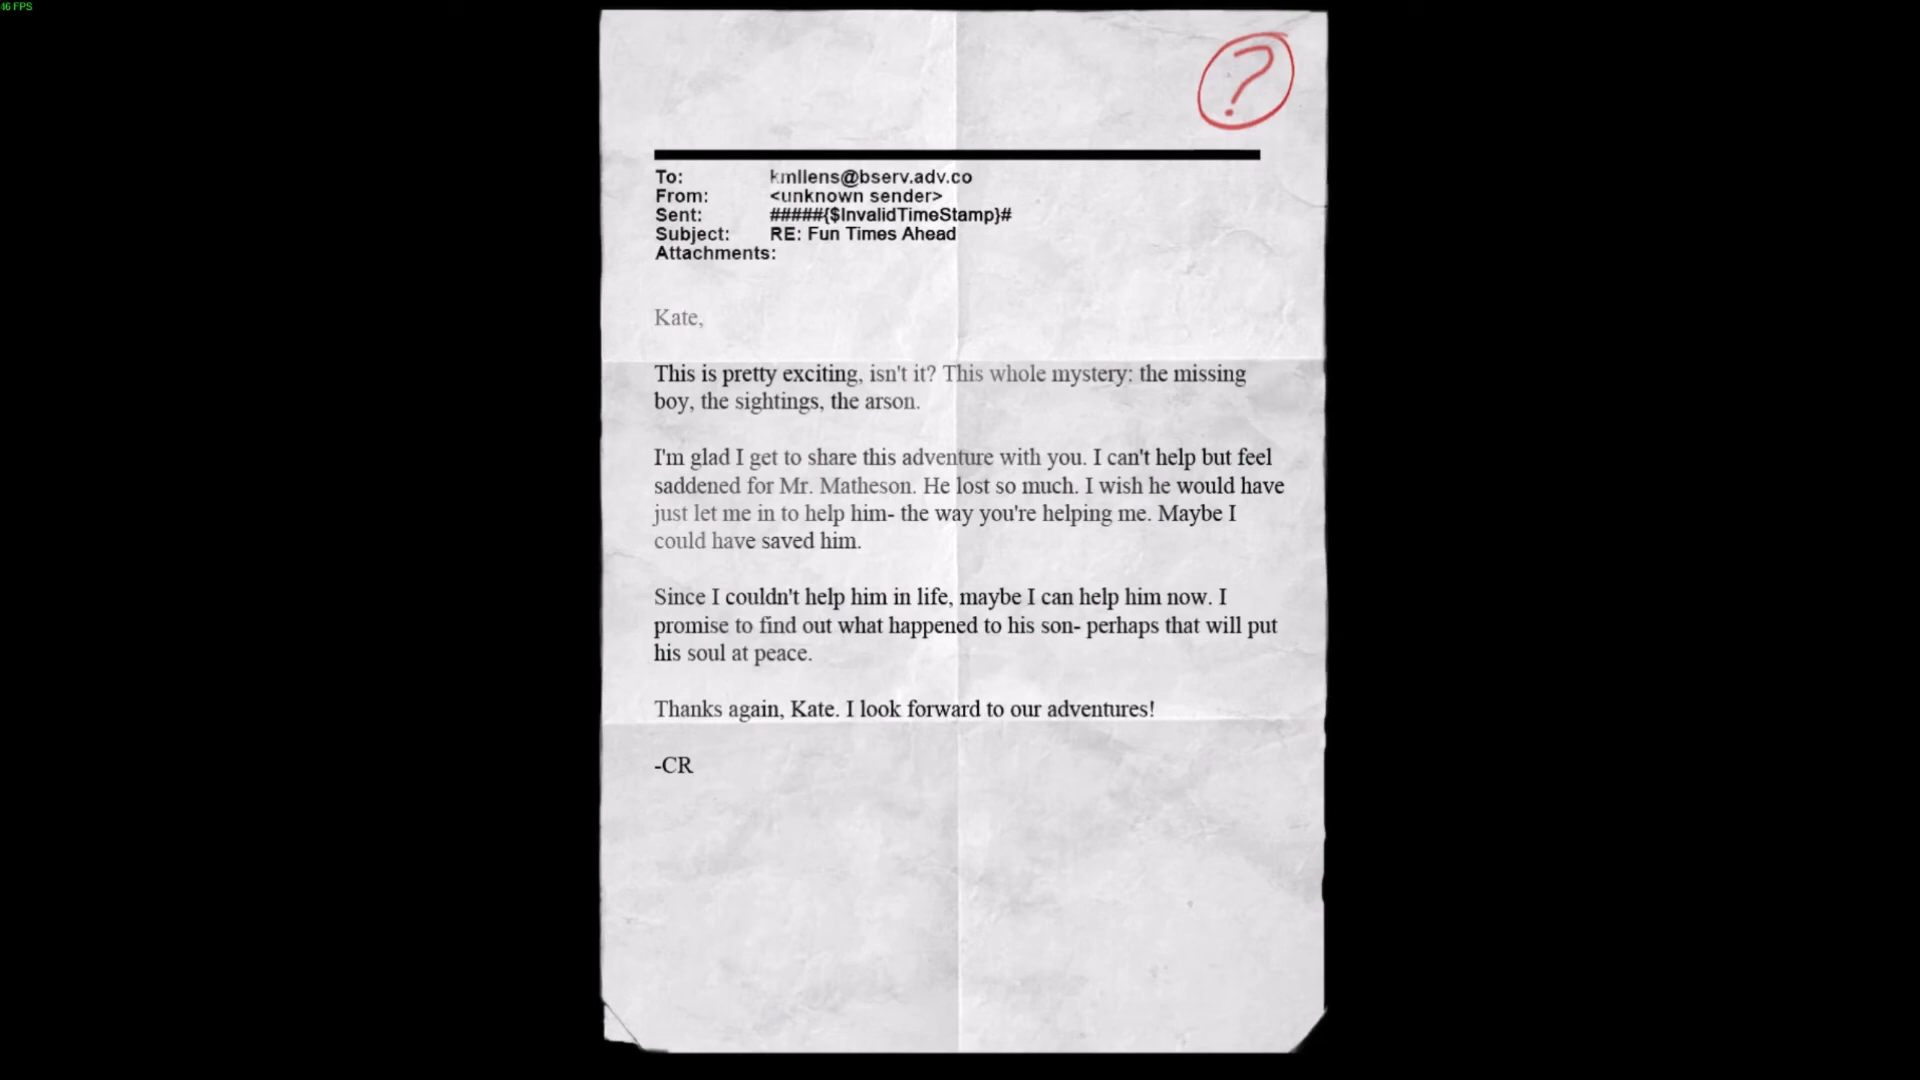 46 FPS
?
To: kmllens@bserv.adv.co
From: <unknown sender>
Sent: #####{$InvalidTimeStamp}#
Subject: RE: Fun Times Ahead
Attachments:
Kate,
This is pretty exciting, isn't it? This whole mystery: the missing
boy, the sightings, the arson.
I'm glad I get to share this adventure with you. I can't help but feel
saddened for Mr. Matheson. He lost so much. I wish he would have
just let me in to help him- the way you're helping me. Maybe I
could have saved him.
Since I couldn't help him in life, maybe I can help him now. I
promise to find out what happened to his son- perhaps that will put
his soul at peace.
Thanks again, Kate. I look forward to our adventures!
-CR